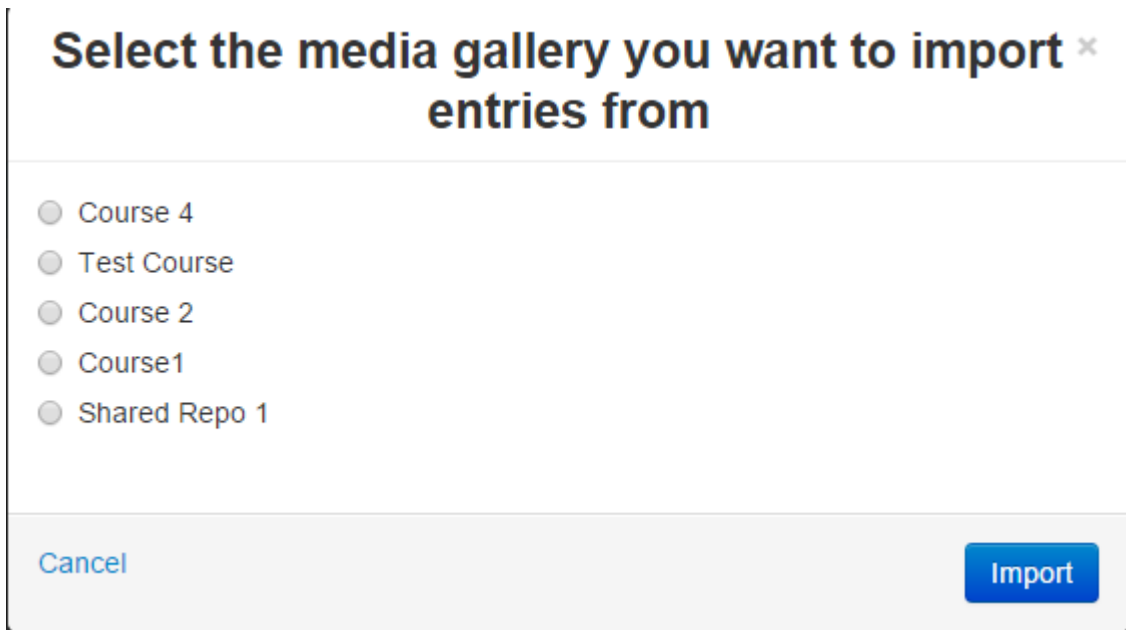 Select the media gallery you want to import ×
entries from
Course 4
Test Course
Course 2
Course1
Shared Repo 1
Cancel
Import